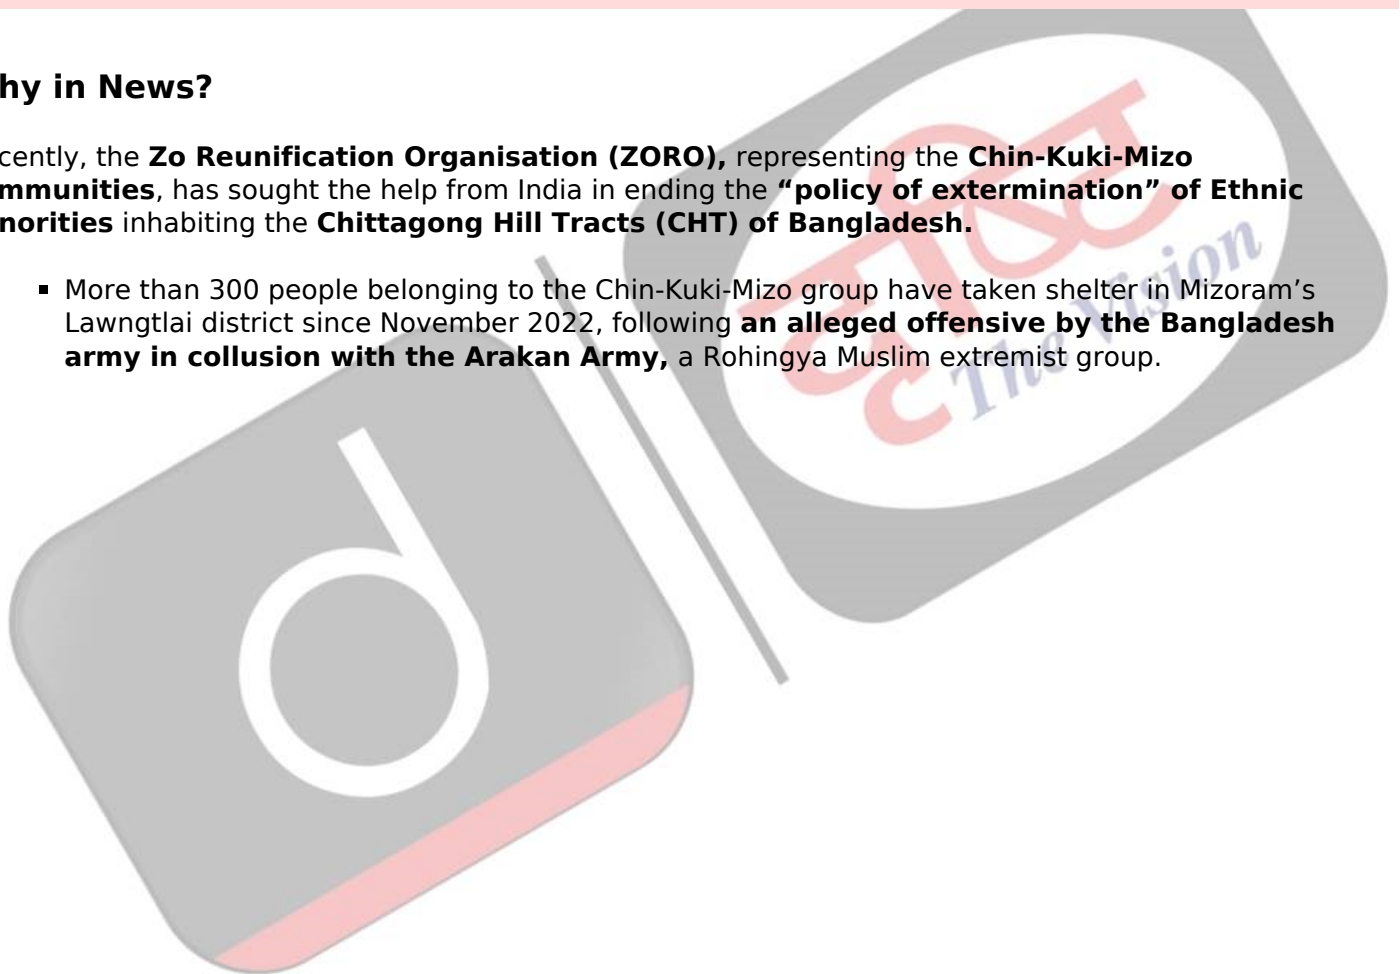 hy in News?
cently, the Zo Reunification Organisation (ZORO), representing the Chin-Kuki-Mizo
mmunities, has sought the help from India in ending the “policy of extermination” of Ethnic
norities inhabiting the Chittagong Hill Tracts (CHT) of Bangladesh.
▪ More than 300 people belonging to the Chin-Kuki-Mizo group have taken shelter in Mizoram’s
Lawngtlai district since November 2022, following an alleged offensive by the Bangladesh
army in collusion with the Arakan Army, a Rohingya Muslim extremist group.
दृष्टि
The Vision
d